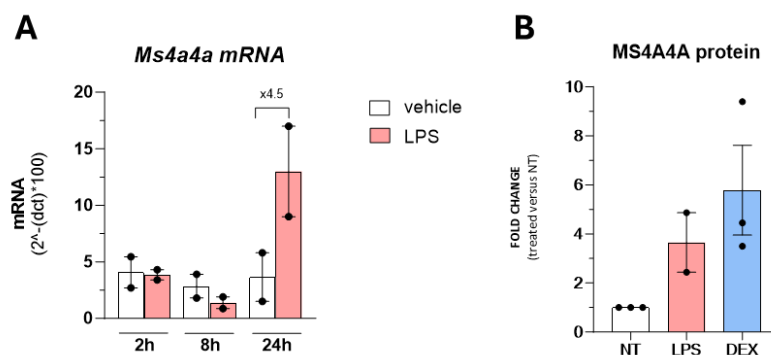 A
Ms4a4a mRNA
mRNA
(2^-(dct)*100)
20
15
10
5
0
x4.5
2h
8h
24h
vehicle
LPS
B
MS4A4A protein
FOLD CHANGE
(treated versus NT)
10
8
6
4
2
0
NT
LPS
DEX